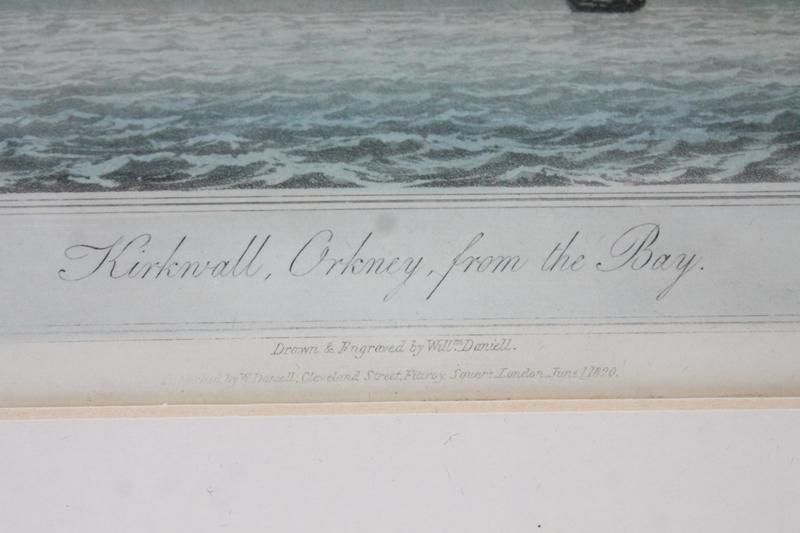 Kirkwall, Orkney, from the Bay.
Drawn & Engraved by Willm. Daniell.
Published by W. Daniell, Cleveland Street, Fitzroy Square London June 1 1820.